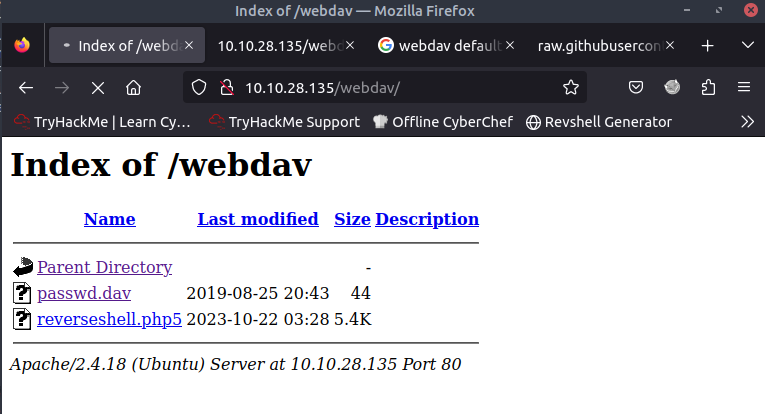 Index of /webdav — Mozilla Firefox
Index of /webda 10.10.28.135/webd webdav default raw.githubusercon
10.10.28.135/webdav/
TryHackMe | Learn Cy… TryHackMe Support Offline CyberChef Revshell Generator
Index of /webdav
Name Last modified Size Description
Parent Directory -
passwd.dav 2019-08-25 20:43 44
reverseshell.php5 2023-10-22 03:28 5.4K
Apache/2.4.18 (Ubuntu) Server at 10.10.28.135 Port 80